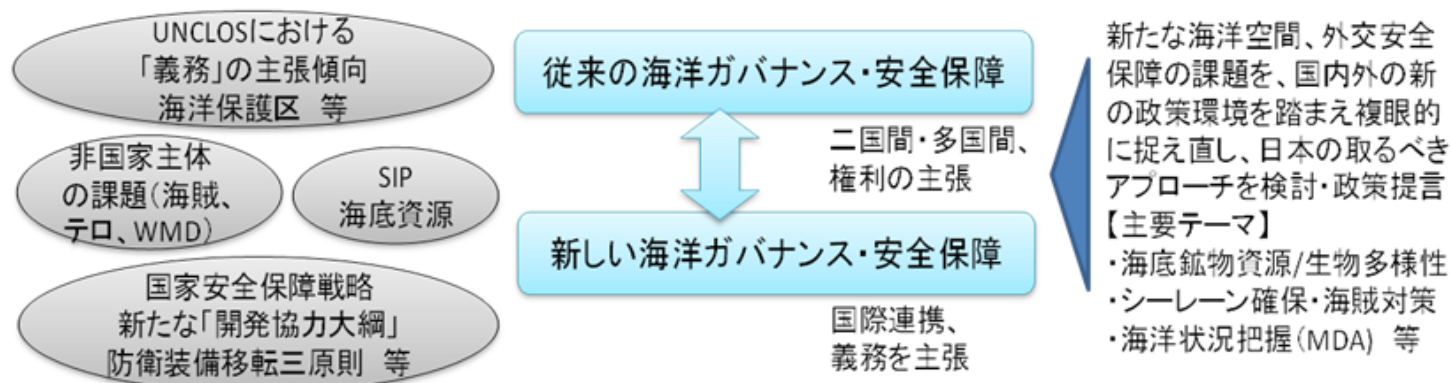 UNCLOSにおける
「義務」の主張傾向
海洋保護区 等
非国家主体
の課題(海賊、
テロ、WMD)
SIP
海底資源
国家安全保障戦略
新たな「開発協力大綱」
防衛装備移転三原則 等
従来の海洋ガバナンス・安全保障
二国間・多国間、
権利の主張
新しい海洋ガバナンス・安全保障
国際連携、
義務を主張
新たな海洋空間、外交安全
保障の課題を、国内外の新
の政策環境を踏まえ複眼的
に捉え直し、日本の取るべき
アプローチを検討・政策提言
【主要テーマ】
・海底鉱物資源/生物多様性
・シーレーン確保・海賊対策
・海洋状況把握(MDA) 等